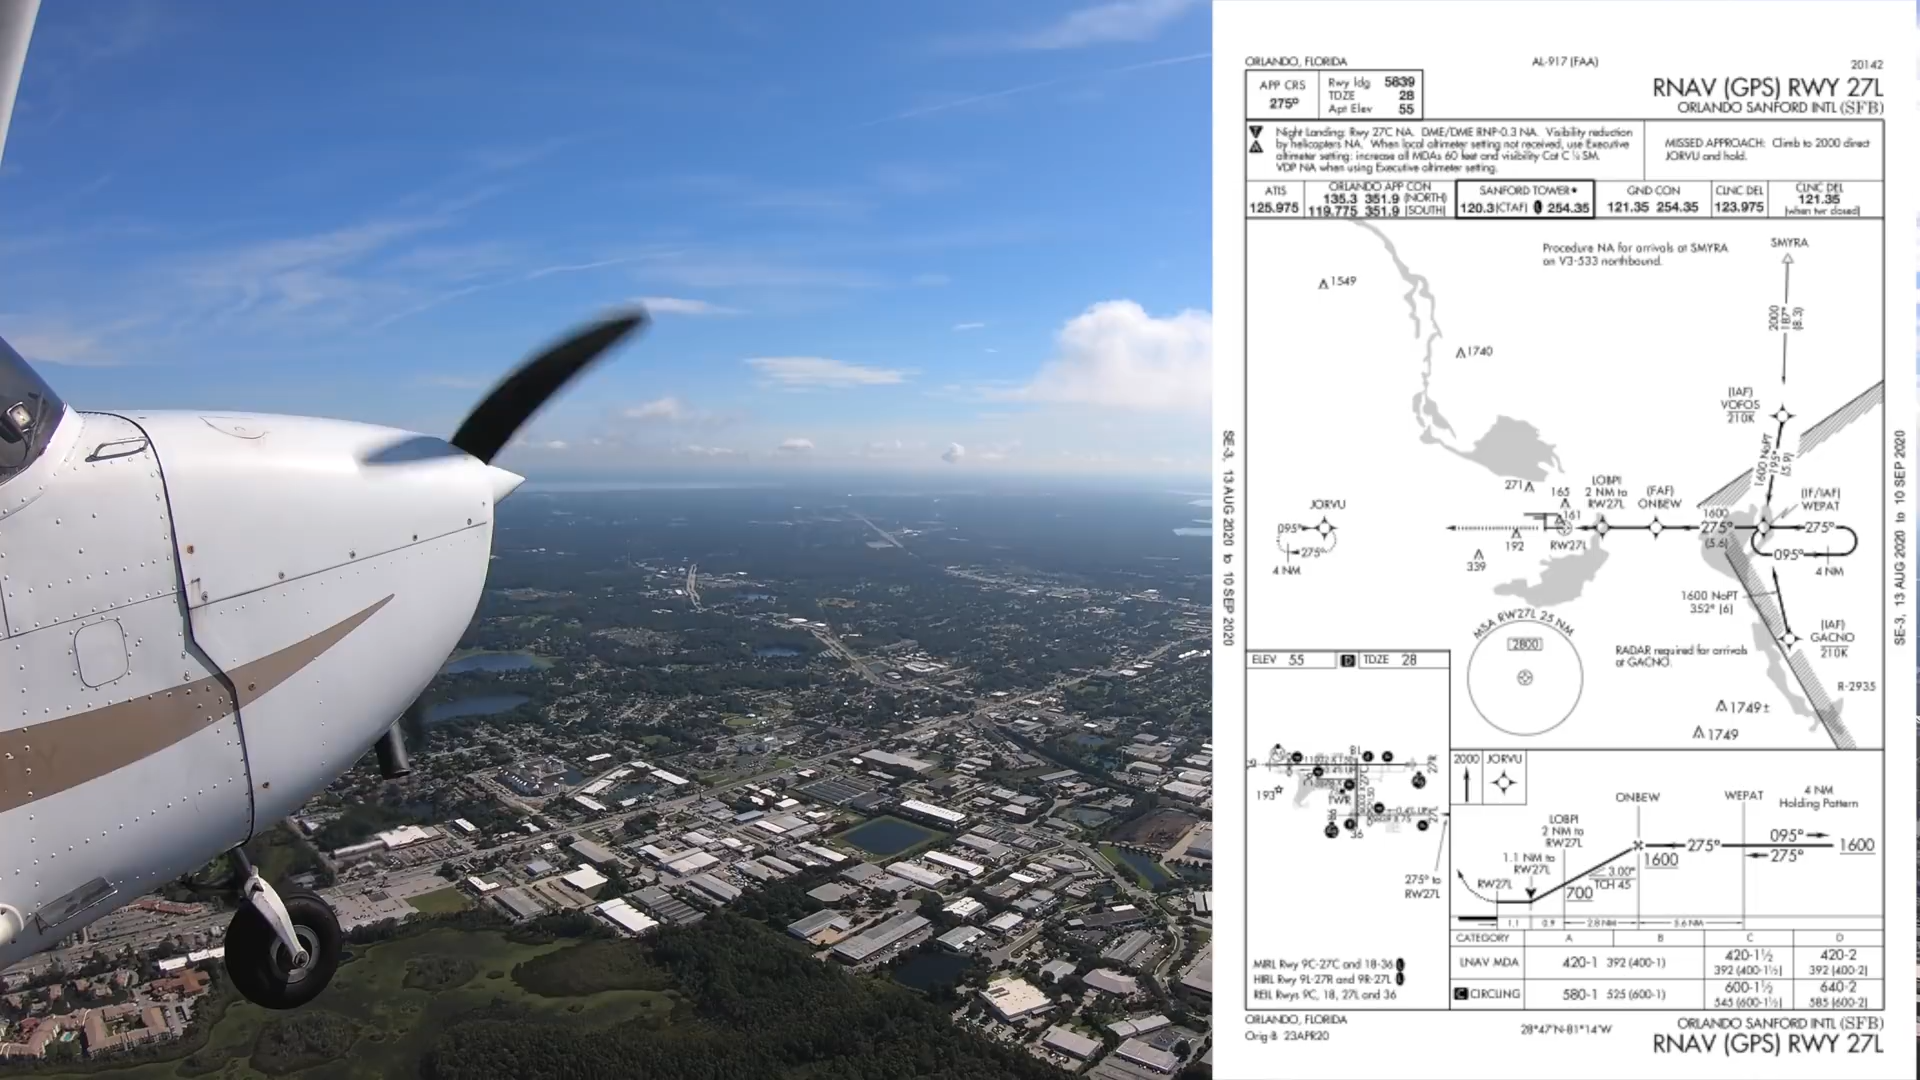 ORLANDO, FLORIDA
AL-917 (FAA)
20142
RNAV (GPS) RWY 27L
ORLANDO SANFORD INTL (SFB)
APP CRS
275°
Rwy ldg 5839
TDZE 28
Apt Elev 55
Night Landing: Rwy 27C NA. DME/DME RNP-0.3 NA. Visibility reduction
by helicopters NA. When local altimeter setting not received, use Executive
altimeter setting: increase all MDAs 60 feet and visibility Cat C ¼ SM.
VDP NA when using Executive altimeter setting.
MISSED APPROACH: Climb to 2000 direct
JORVU and hold.
ATIS
125.975
ORLANDO APP CON
135.3 351.9 (NORTH)
119.775 351.9 (SOUTH)
SANFORD TOWER★
120.3 (CTAF) 254.35
GND CON
121.35 254.35
CLNC DEL
123.975
CLNC DEL
121.35
(when twr closed)
Procedure NA for arrivals at SMYRA
on V3-533 northbound.
SMYRA
1549
2000
187°
(8.3)
1740
(IAF)
VOFOS
210K
1600 NoPT
195°
(5.9)
271
165
161
LOBPI
2 NM to
RW27L
(FAF)
ONBEW
(IF/IAF)
WEPAT
JORVU
095°
275°
4 NM
192
339
RW27L
1600
275°
(5.6)
275°
095°
4 NM
1600 NoPT
352° (6)
(IAF)
GACNO
210K
MSA RW27L 25 NM
2800
RADAR required for arrivals
at GACNO.
R-2935
1749±
1749
ELEV 55
D TDZE 28
193
TWR
36
27R
27L
275° to
RW27L
MIRL Rwy 9C-27C and 18-36
HIRL Rwy 9L-27R and 9R-27L
REIL Rwys 9C, 18, 27L and 36
2000
JORVU
ONBEW
WEPAT
4 NM
Holding Pattern
LOBPI
2 NM to
RW27L
1.1 NM to
RW27L
RW27L
275°
095°
275°
1600
1600
3.00°
TCH 45
700
1.1
0.9
2.8 NM
5.6 NM
CATEGORY A B C D
LNAV MDA 420-1 392 (400-1) 420-1½ 392 (400-1½) 420-2 392 (400-2)
C CIRCLING 580-1 525 (600-1) 600-1½ 545 (600-1½) 640-2 585 (600-2)
ORLANDO, FLORIDA
Orig-B 23APR20
28°47'N-81°14'W
ORLANDO SANFORD INTL (SFB)
RNAV (GPS) RWY 27L
SE-3, 13 AUG 2020 to 10 SEP 2020
SE-3, 13 AUG 2020 to 10 SEP 2020